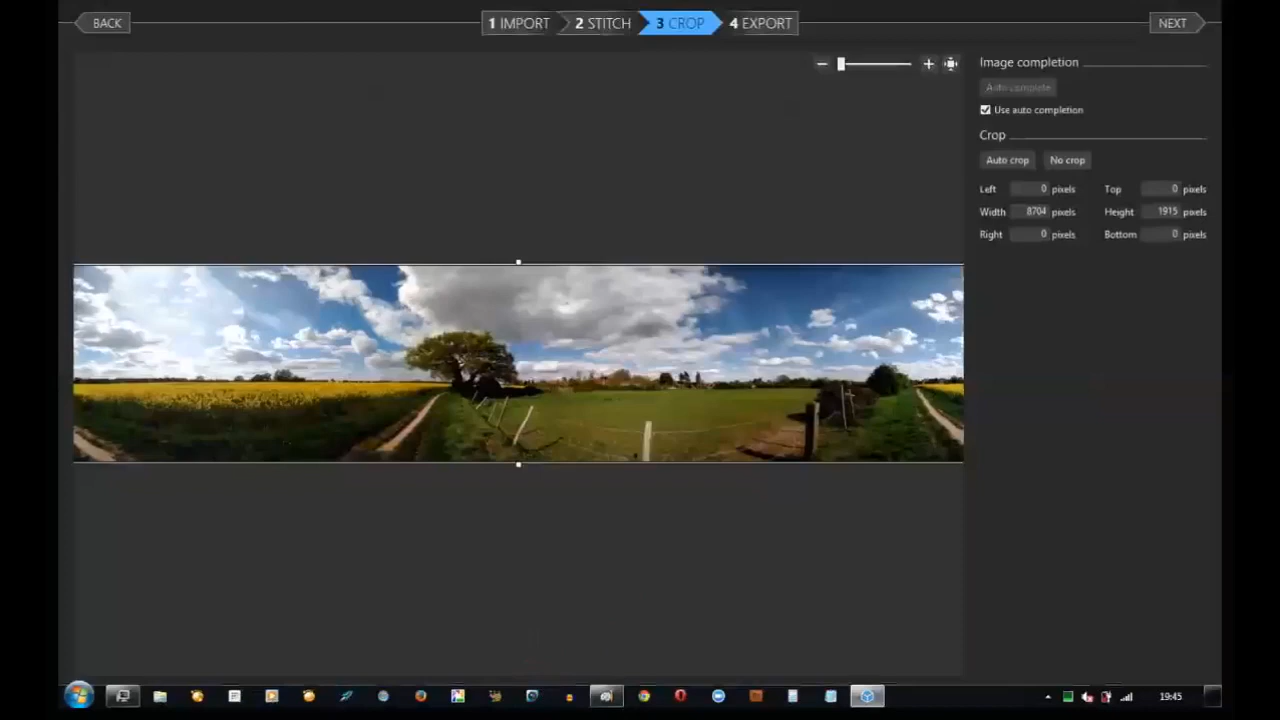 BACK
1 IMPORT 2 STITCH 3 CROP 4 EXPORT
NEXT
Image completion
Auto complete
Use auto completion
Crop
Auto crop No crop
Left 0 pixels Top 0 pixels
Width 8704 pixels Height 1915 pixels
Right 0 pixels Bottom 0 pixels
19:45